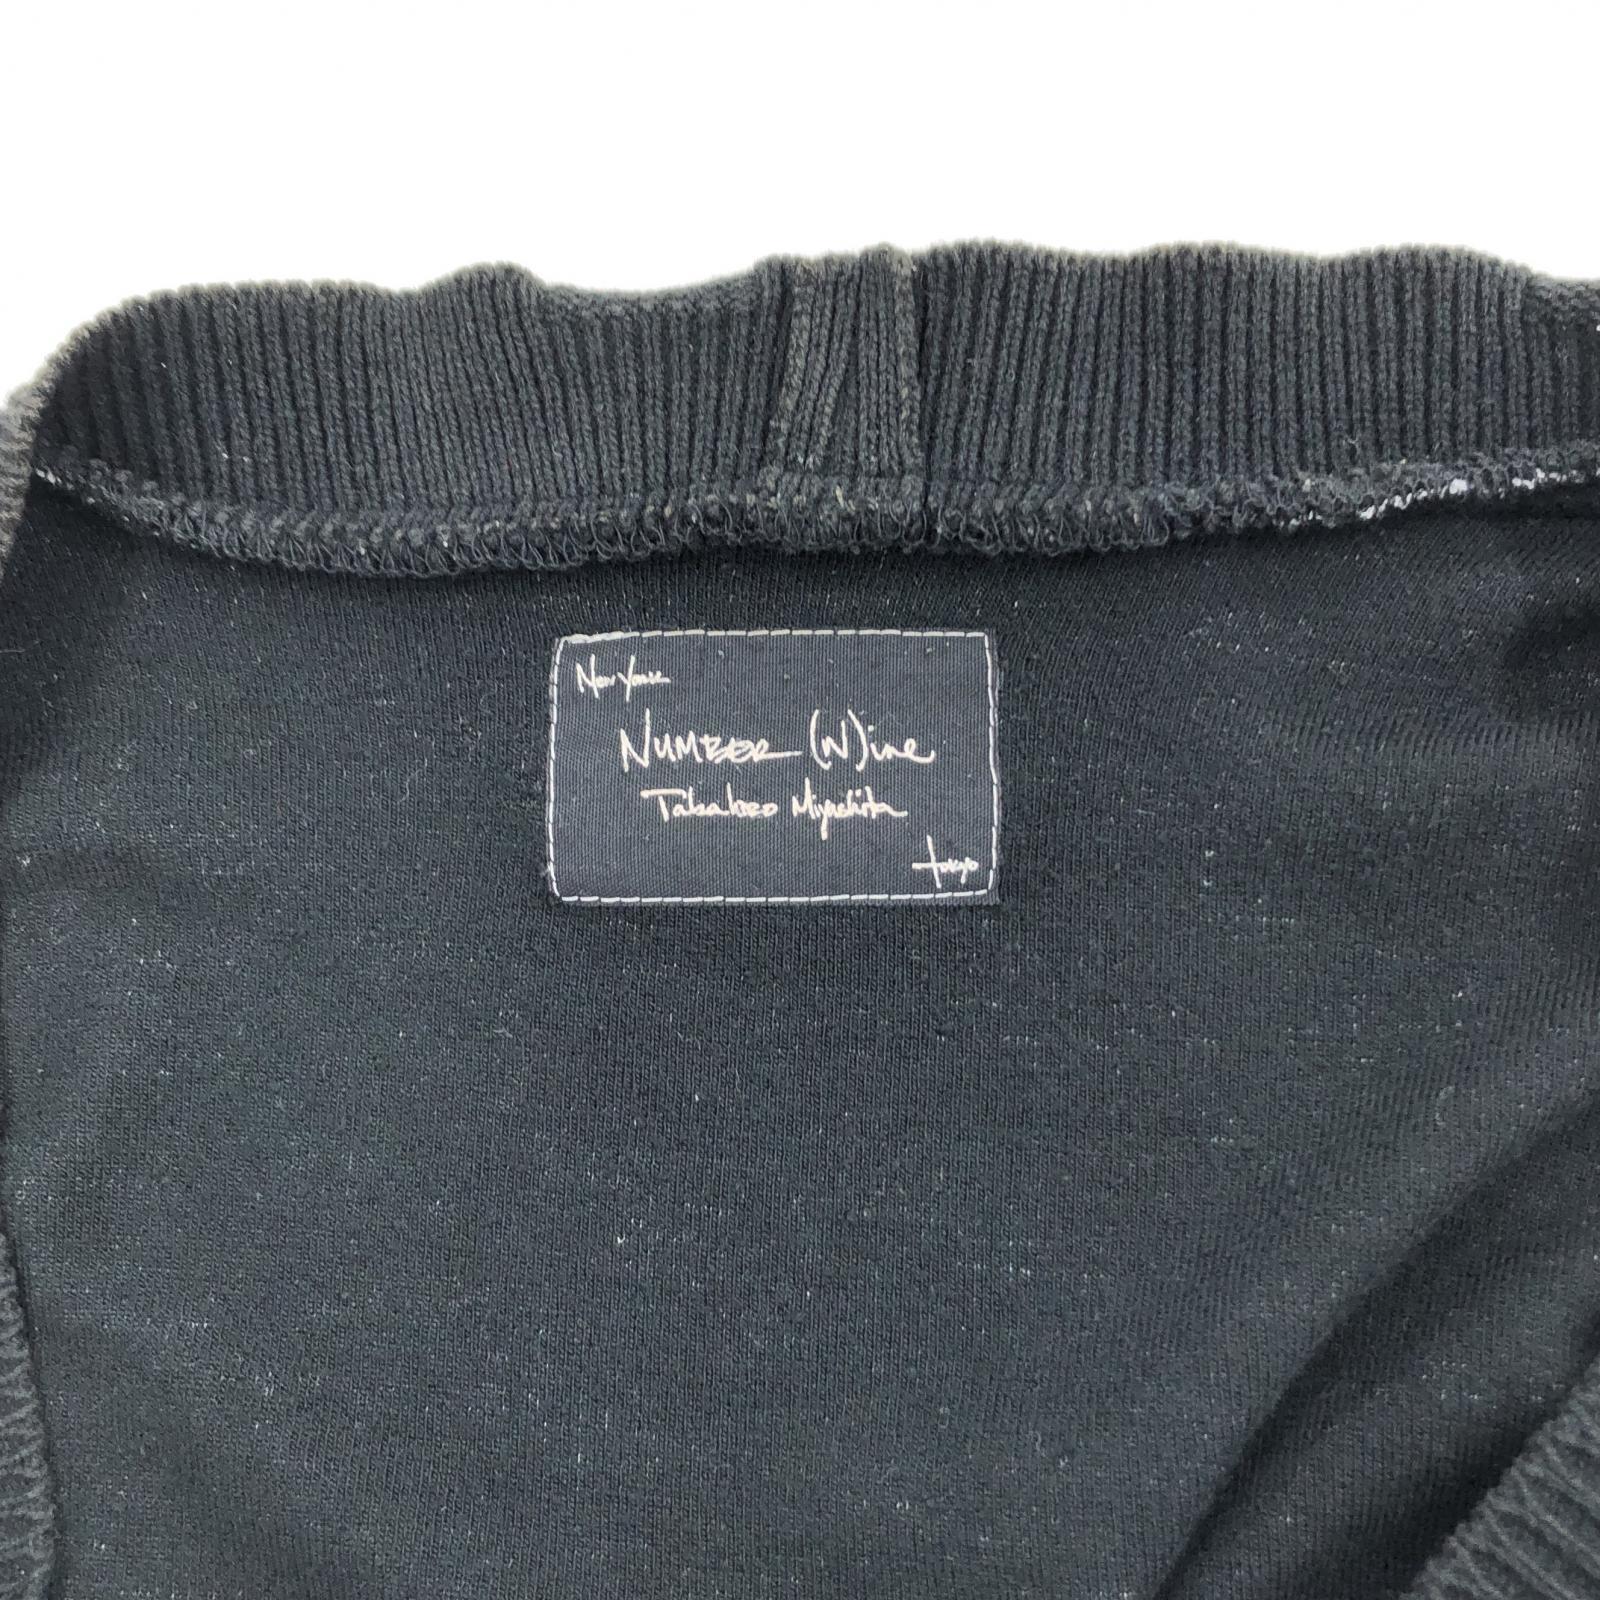 New York
NUMBER (N)ine
Takahiro Miyashita
tokyo